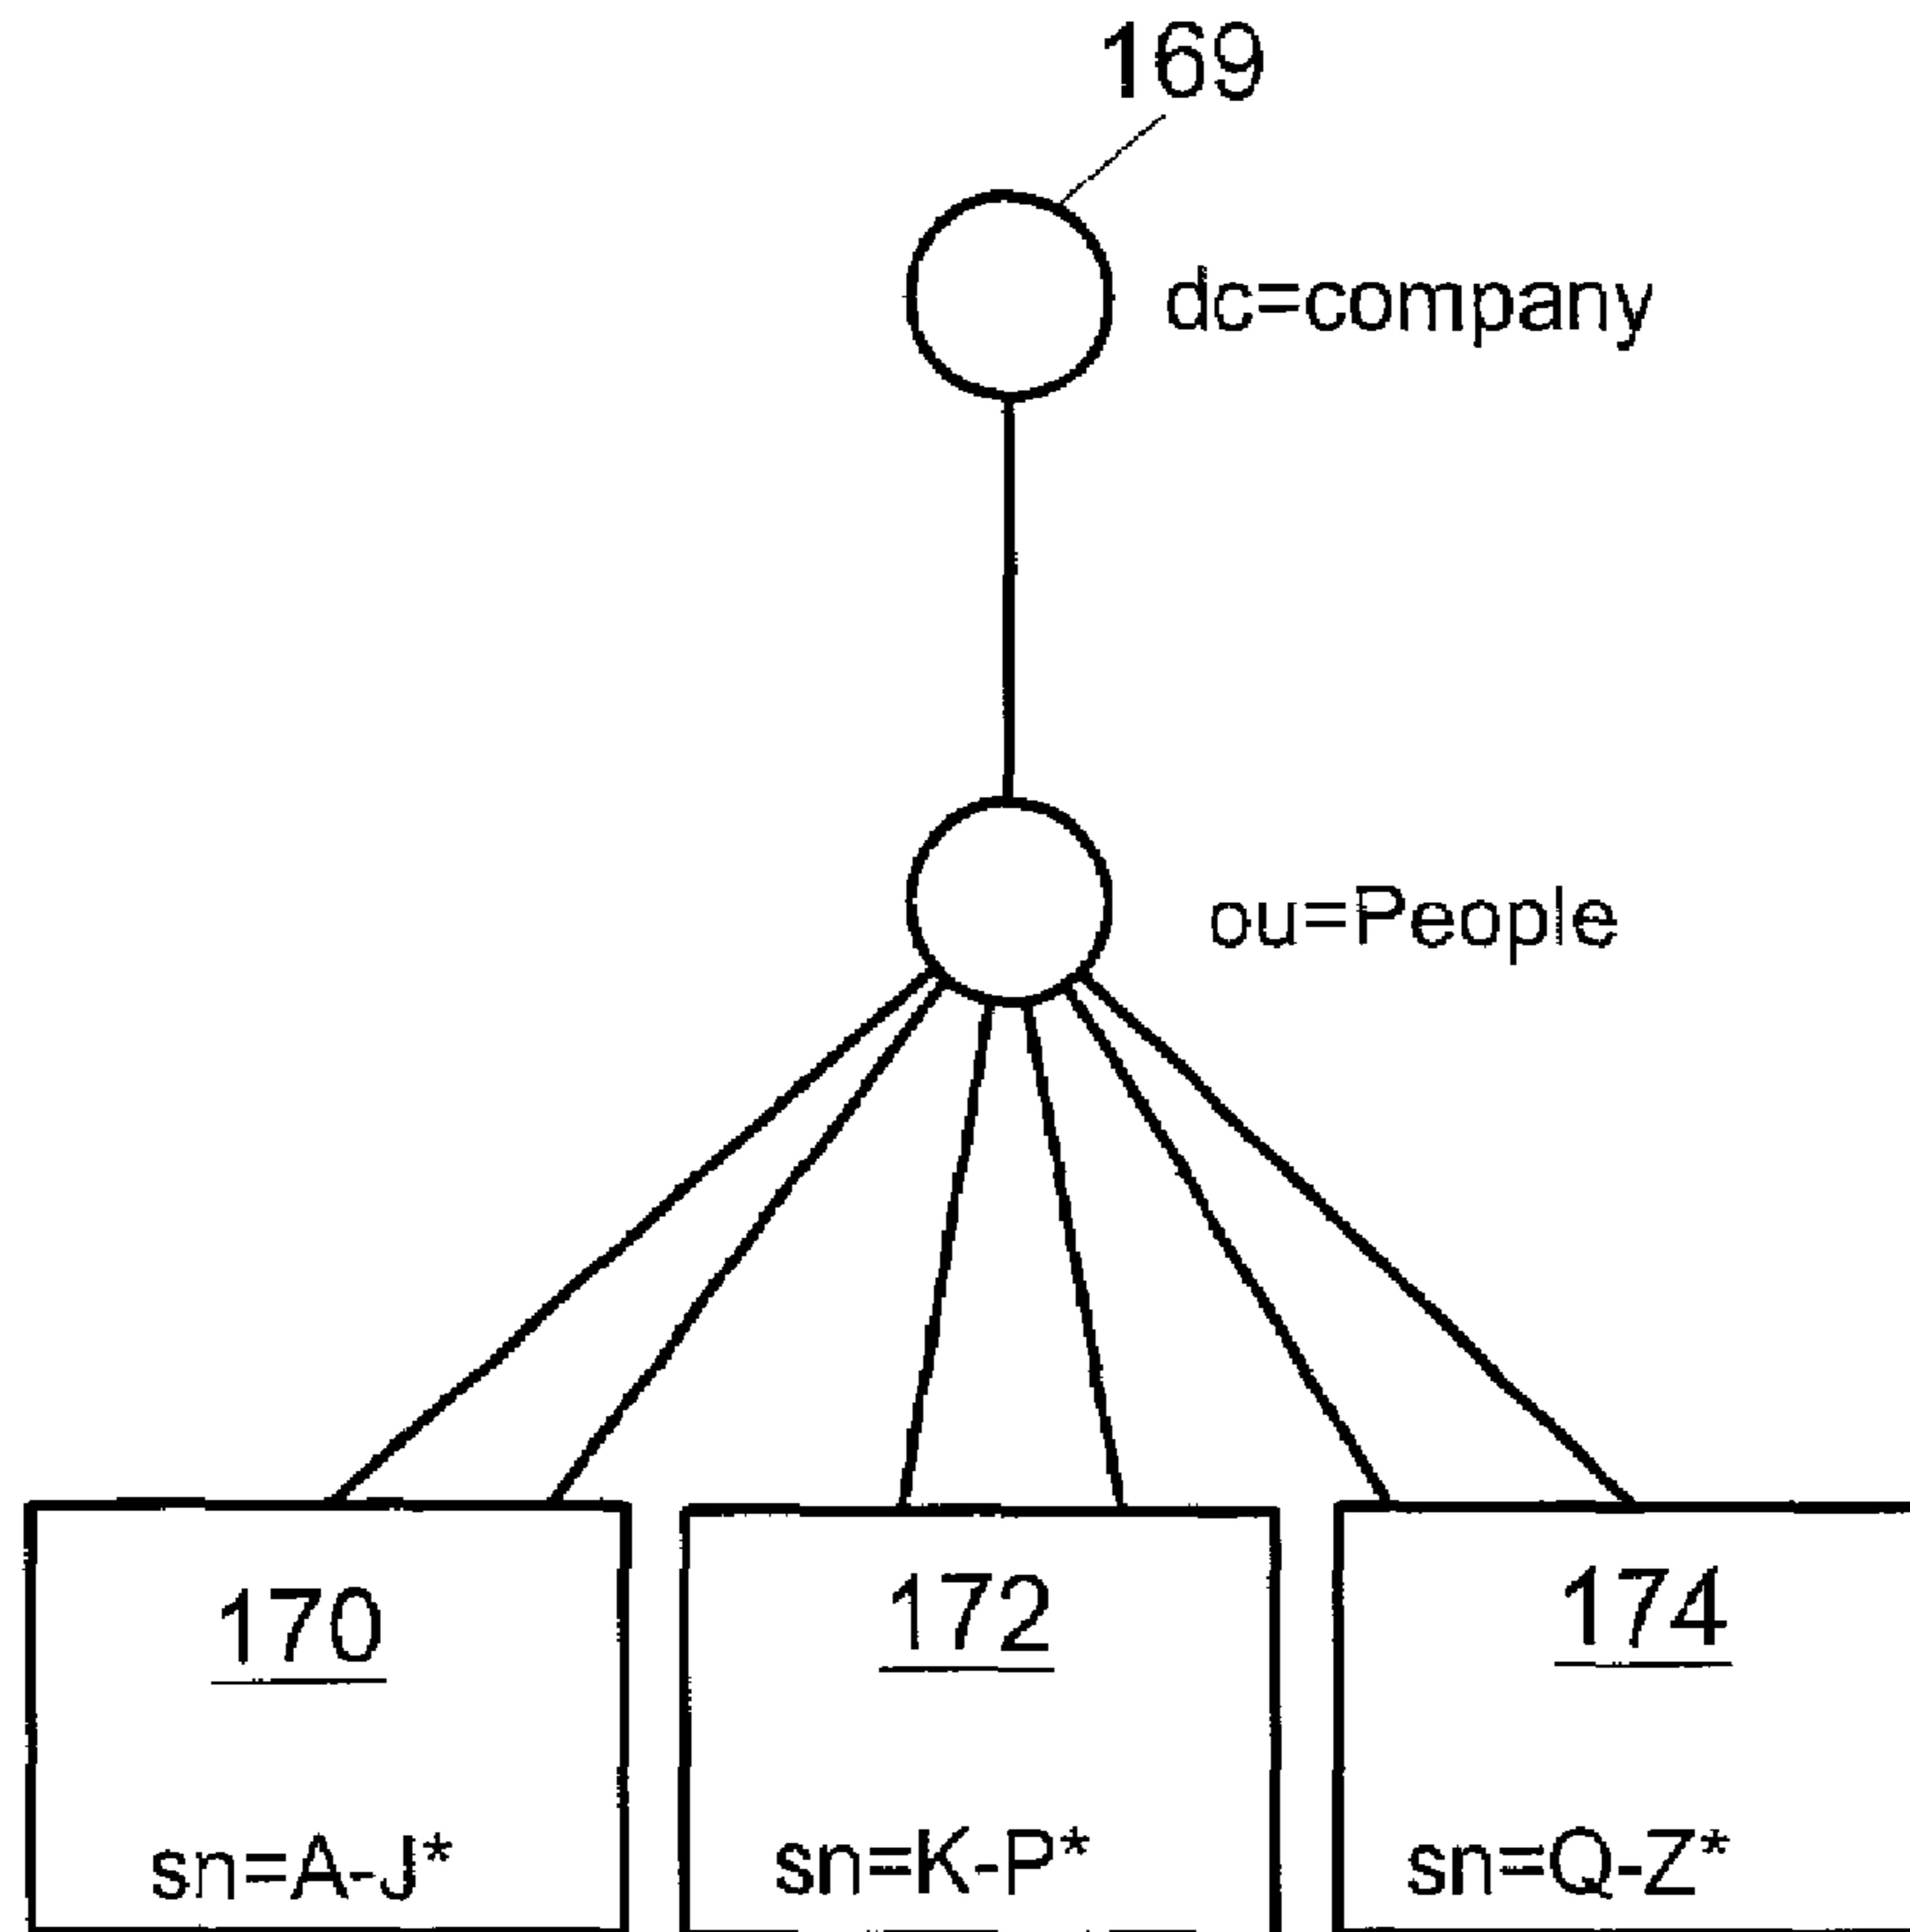 169
dc=company
ou=People
170
172
174
sn=A-J*
sn=K-P*
sn=Q-Z*